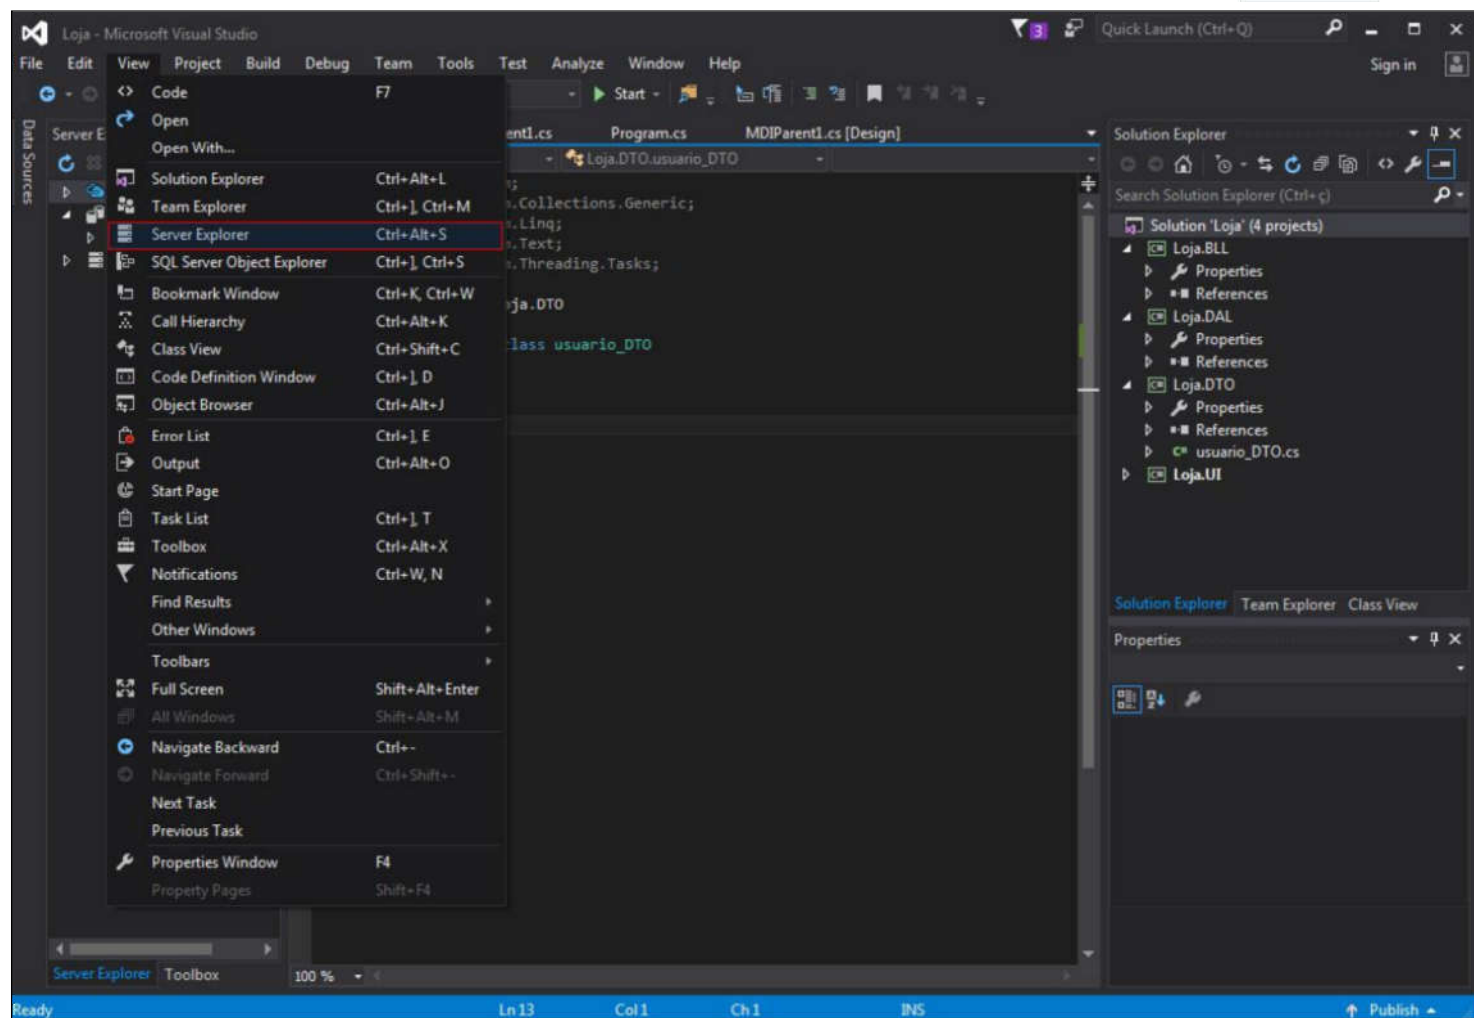 Loja - Microsoft Visual Studio
3
Quick Launch (Ctrl+Q)
File Edit View Project Build Debug Team Tools Test Analyze Window Help
Sign in
Start
Data Sources
Server E
Code F7
Open
Open With...
Solution Explorer Ctrl+Alt+L
Team Explorer Ctrl+], Ctrl+M
Server Explorer Ctrl+Alt+S
SQL Server Object Explorer Ctrl+], Ctrl+S
Bookmark Window Ctrl+K, Ctrl+W
Call Hierarchy Ctrl+Alt+K
Class View Ctrl+Shift+C
Code Definition Window Ctrl+], D
Object Browser Ctrl+Alt+J
Error List Ctrl+], E
Output Ctrl+Alt+O
Start Page
Task List Ctrl+], T
Toolbox Ctrl+Alt+X
Notifications Ctrl+W, N
Find Results
Other Windows
Toolbars
Full Screen Shift+Alt+Enter
All Windows Shift+Alt+M
Navigate Backward Ctrl+-
Navigate Forward Ctrl+Shift+-
Next Task
Previous Task
Properties Window F4
Property Pages Shift+F4
ent1.cs Program.cs MDIParent1.cs [Design]
Loja.DTO.usuario_DTO
;
.Collections.Generic;
.Linq;
.Text;
.Threading.Tasks;
ja.DTO
lass usuario_DTO
Solution Explorer
Search Solution Explorer (Ctrl+ç)
Solution 'Loja' (4 projects)
Loja.BLL
Properties
References
Loja.DAL
Properties
References
Loja.DTO
Properties
References
usuario_DTO.cs
Loja.UI
Solution Explorer Team Explorer Class View
Properties
Server Explorer Toolbox
100 %
Ready Ln 13 Col 1 Ch 1 INS Publish